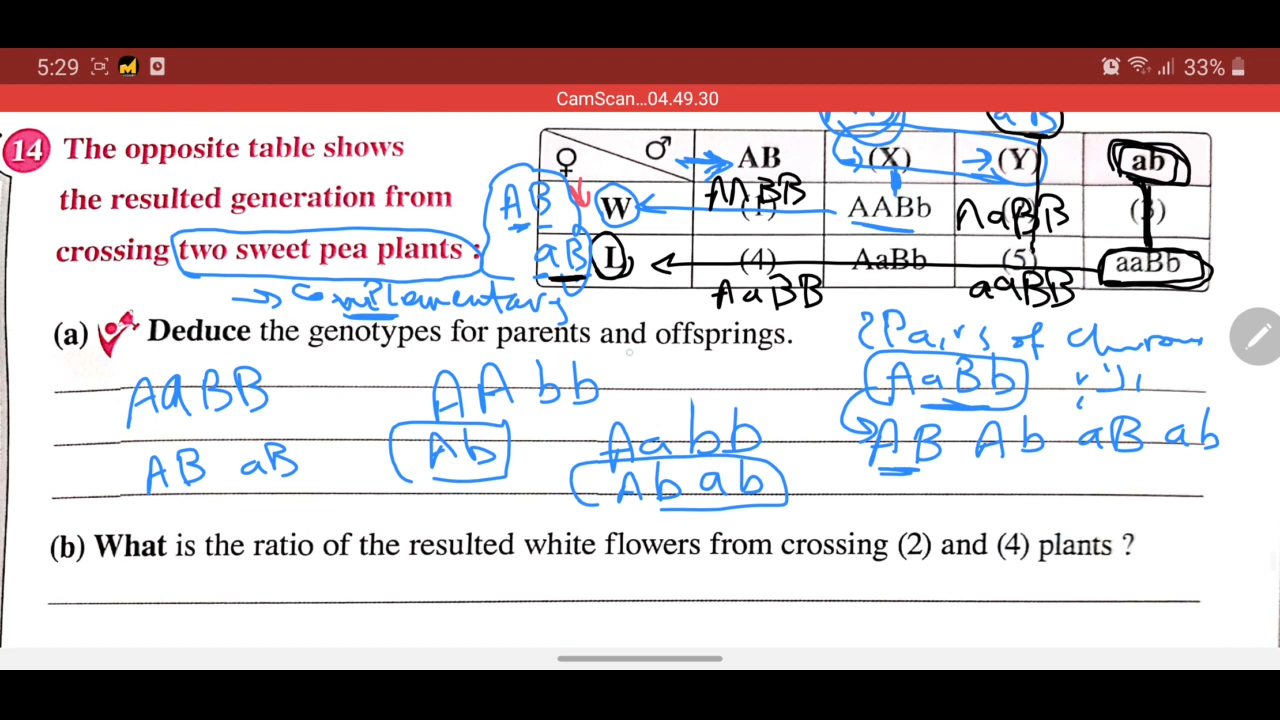 5:29
33%
CamScan...04.49.30
14 The opposite table shows
the resulted generation from
crossing two sweet pea plants :
→ Complementary
♀ ♂ AB (X) (Y) ab
aB
AB W (1) AABb (2) (3)
AABB AaBB
aB L (4) AaBb (5) aaBb
AaBB aaBB
(a) Deduce the genotypes for parents and offsprings.
2 Pairs of
AaBB AAbb AaBb
AB aB Ab Aabb AB Ab aB ab
Ab ab
(b) What is the ratio of the resulted white flowers from crossing (2) and (4) plants ?